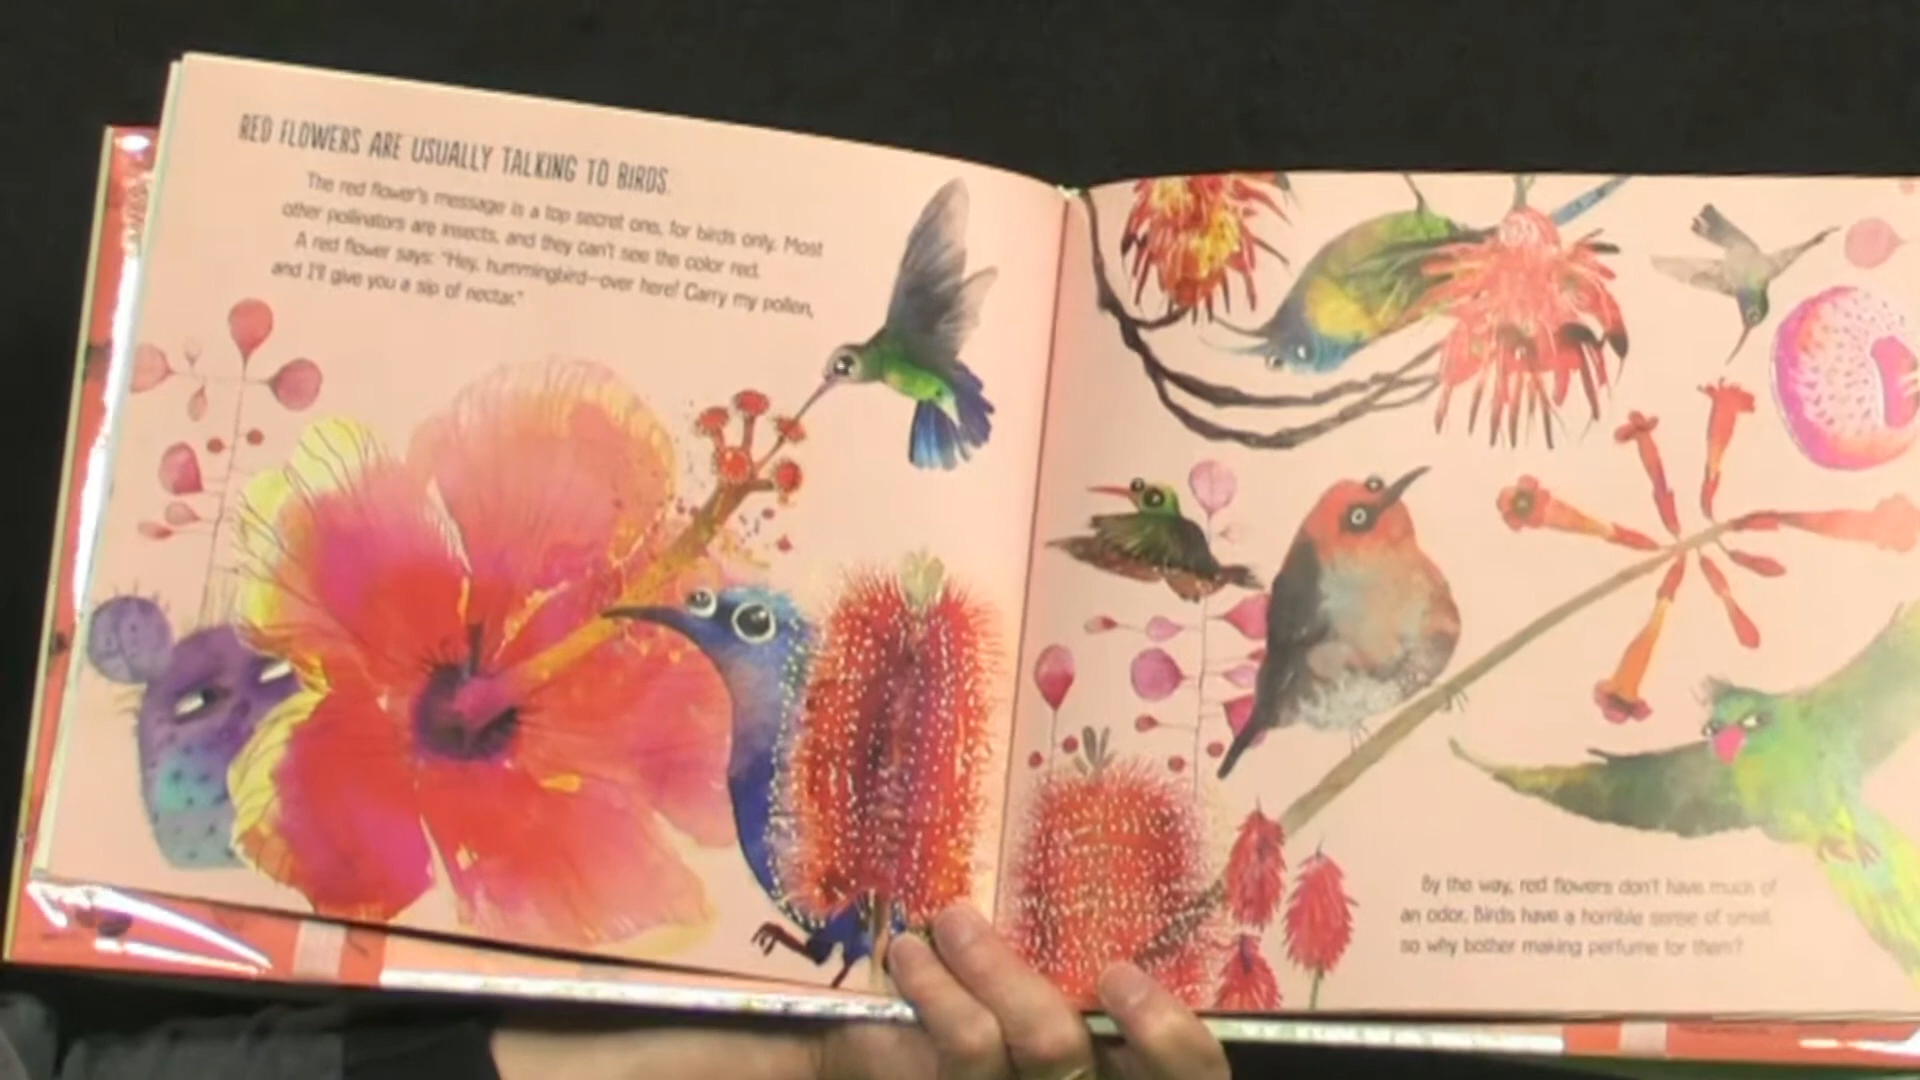 RED FLOWERS ARE USUALLY TALKING TO BIRDS.
The red flower's message is a top secret one, for birds only. Most
other pollinators are insects, and they can't see the color red.
A red flower says: "Hey, hummingbird—over here! Carry my pollen,
and I'll give you a sip of nectar."
By the way, red flowers don't have much of
an odor. Birds have a horrible sense of smell,
so why bother making perfume for them?